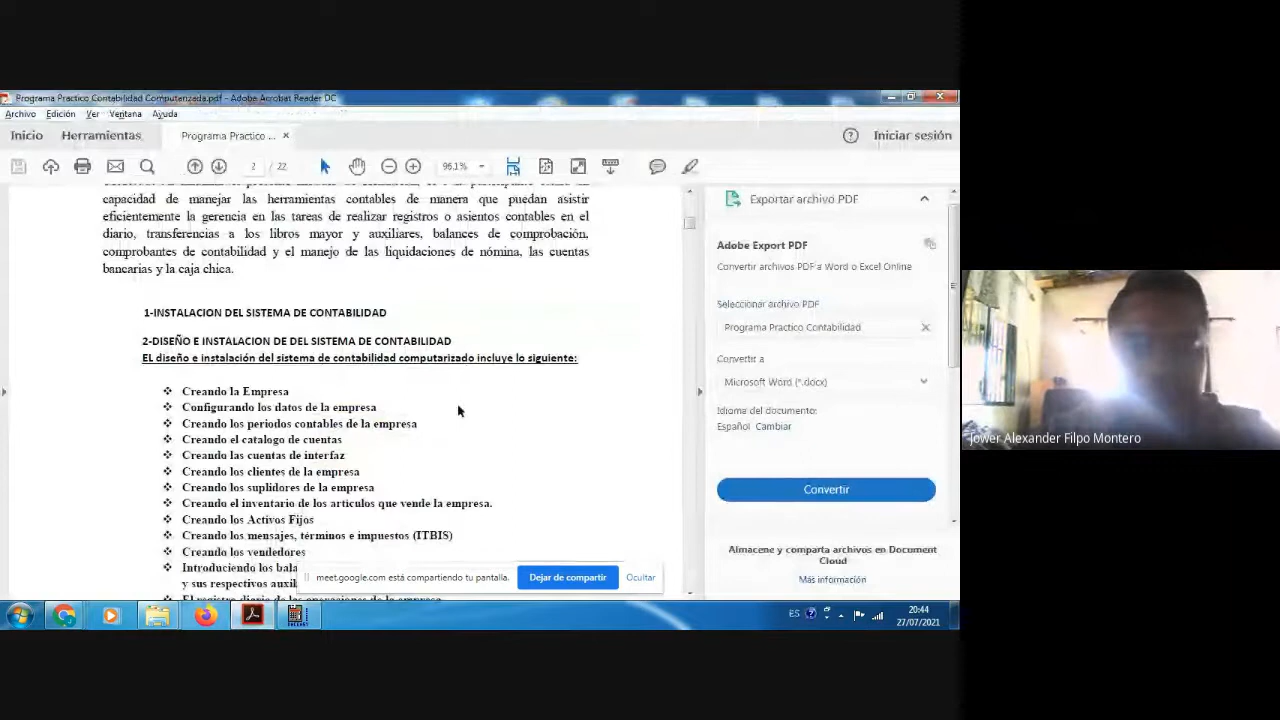 Programa Practico Contabilidad Computarizada.pdf - Adobe Acrobat Reader DC
Archivo Edición Ver Ventana Ayuda
Inicio Herramientas Programa Practico ... × Iniciar sesión
2 / 22 96,1%
capacidad de manejar las herramientas contables de manera que puedan asistir
eficientemente la gerencia en las tareas de realizar registros o asientos contables en el
diario, transferencias a los libros mayor y auxiliares, balances de comprobación,
comprobantes de contabilidad y el manejo de las liquidaciones de nómina, las cuentas
bancarias y la caja chica.
1-INSTALACION DEL SISTEMA DE CONTABILIDAD
2-DISEÑO E INSTALACION DE DEL SISTEMA DE CONTABILIDAD
EL diseño e instalación del sistema de contabilidad computarizado incluye lo siguiente:
❖ Creando la Empresa
❖ Configurando los datos de la empresa
❖ Creando los periodos contables de la empresa
❖ Creando el catalogo de cuentas
❖ Creando las cuentas de interfaz
❖ Creando los clientes de la empresa
❖ Creando los suplidores de la empresa
❖ Creando el inventario de los artículos que vende la empresa.
❖ Creando los Activos Fijos
❖ Creando los mensajes, términos e impuestos (ITBIS)
❖ Creando los vendedores
❖ Introduciendo los
y sus respectivos
El registro diario de las operaciones de la empresa
meet.google.com está compartiendo tu pantalla. Dejar de compartir Ocultar
Exportar archivo PDF
Adobe Export PDF
Convertir archivos PDF a Word o Excel Online
Seleccionar archivo PDF
Programa Practico Contabilidad ×
Convertir a
Microsoft Word (*.docx)
Idioma del documento:
Español Cambiar
Convertir
Almacene y comparta archivos en Document
Cloud
Más información
Jower Alexander Filpo Montero
ES 20:44
27/07/2021